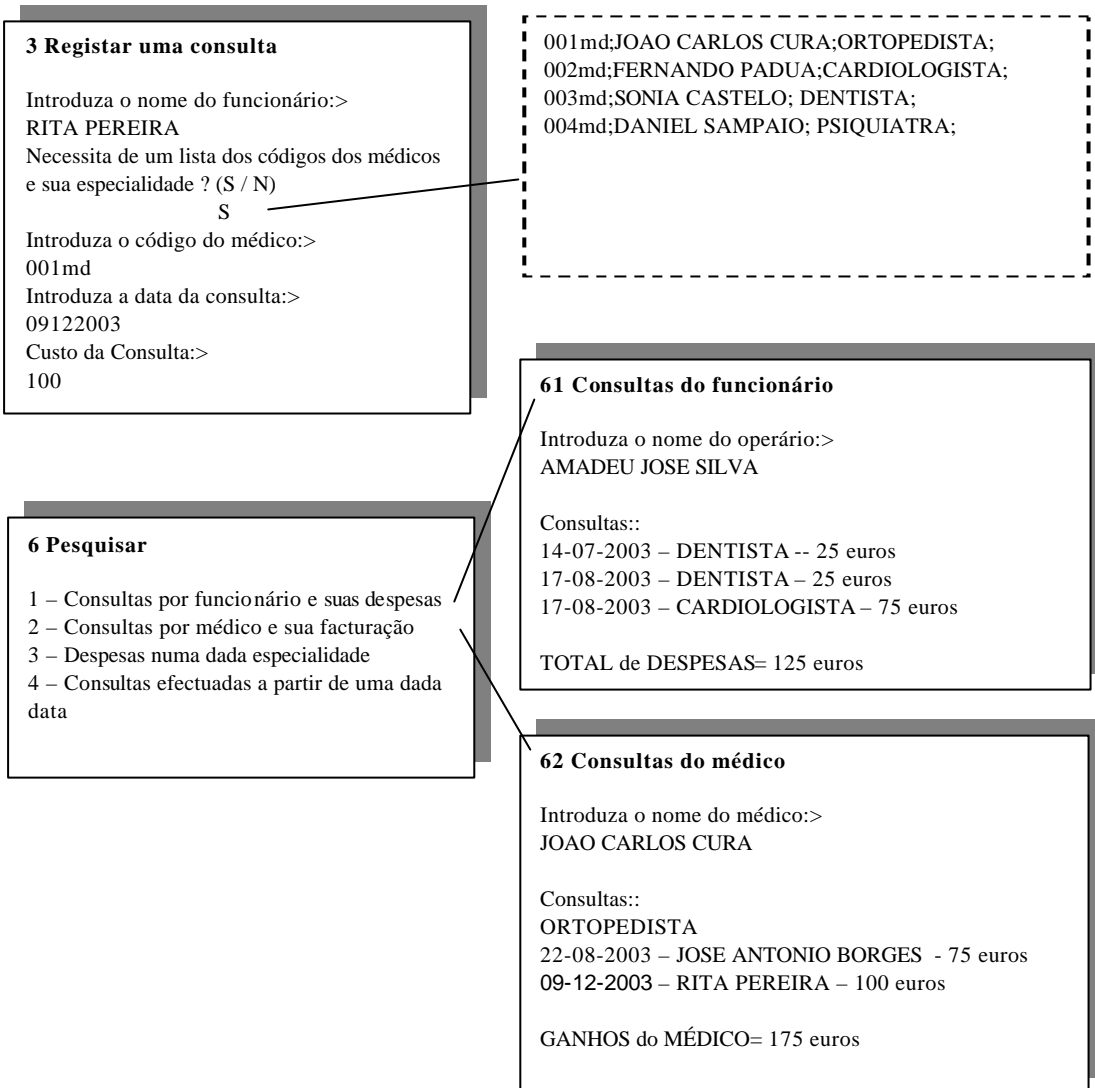 3 Registar uma consulta
Introduza o nome do funcionário:>
RITA PEREIRA
Necessita de um lista dos códigos dos médicos
e sua especialidade ? (S / N)
S
Introduza o código do médico:>
001md
Introduza a data da consulta:>
09122003
Custo da Consulta:>
100
001md;JOAO CARLOS CURA;ORTOPEDISTA;
002md;FERNANDO PADUA;CARDIOLOGISTA;
003md;SONIA CASTELO; DENTISTA;
004md;DANIEL SAMPAIO; PSIQUIATRA;
6 Pesquisar
1 – Consultas por funcionário e suas despesas
2 – Consultas por médico e sua facturação
3 – Despesas numa dada especialidade
4 – Consultas efectuadas a partir de uma dada
data
61 Consultas do funcionário
Introduza o nome do operário:>
AMADEU JOSE SILVA
Consultas::
14-07-2003 – DENTISTA -- 25 euros
17-08-2003 – DENTISTA – 25 euros
17-08-2003 – CARDIOLOGISTA – 75 euros
TOTAL de DESPESAS= 125 euros
62 Consultas do médico
Introduza o nome do médico:>
JOAO CARLOS CURA
Consultas::
ORTOPEDISTA
22-08-2003 – JOSE ANTONIO BORGES - 75 euros
09-12-2003 – RITA PEREIRA – 100 euros
GANHOS do MÉDICO= 175 euros